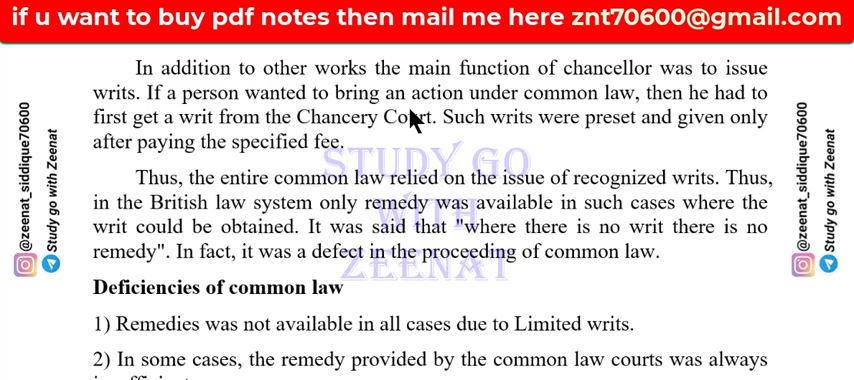 if u want to buy pdf notes then mail me here znt70600@gmail.com
In addition to other works the main function of chancellor was to issue
writs. If a person wanted to bring an action under common law, then he had to
first get a writ from the Chancery Court. Such writs were preset and given only
after paying the specified fee.
STUDY GO
WITH
ZEENAT
Thus, the entire common law relied on the issue of recognized writs. Thus,
in the British law system only remedy was available in such cases where the
writ could be obtained. It was said that "where there is no writ there is no
remedy". In fact, it was a defect in the proceeding of common law.
Deficiencies of common law
1) Remedies was not available in all cases due to Limited writs.
2) In some cases, the remedy provided by the common law courts was always
@zeenat_siddique70600
Study go with Zeenat
@zeenat_siddique70600
Study go with Zeenat